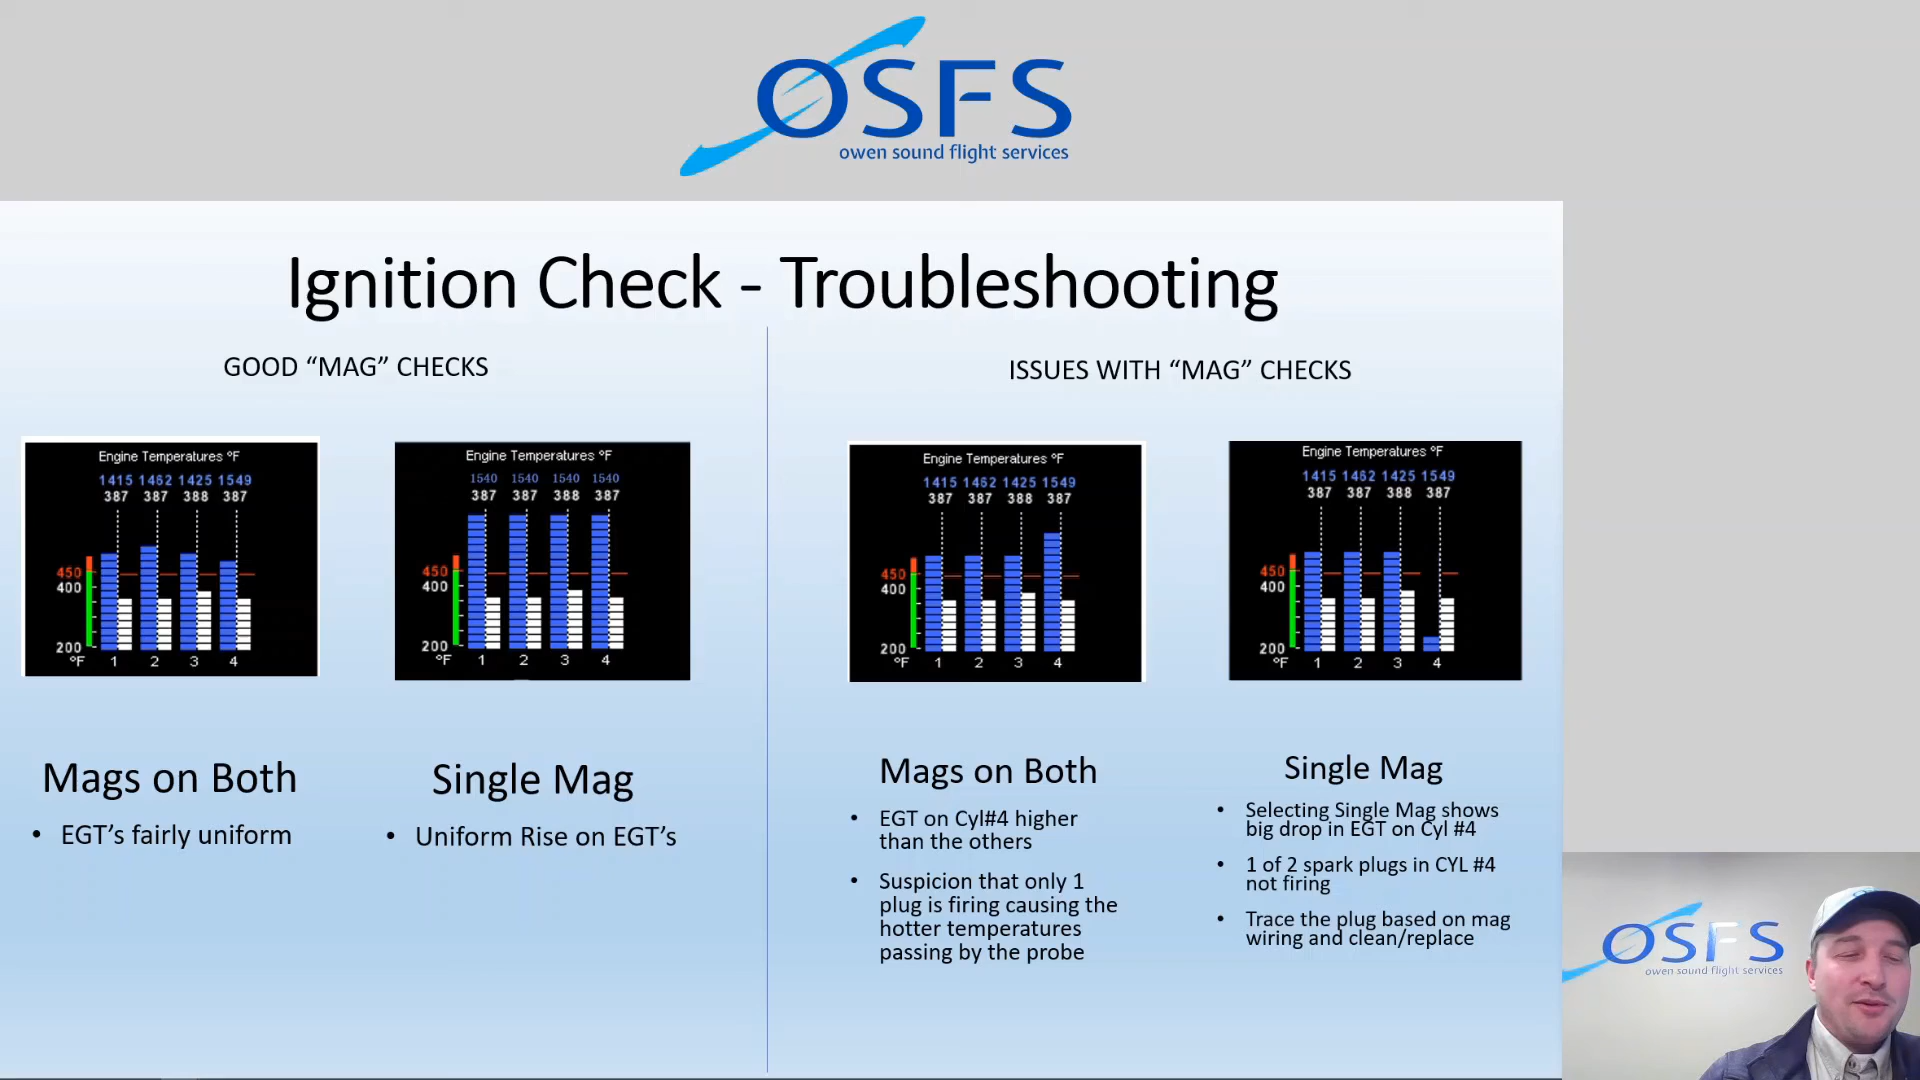 OSFS
owen sound flight services
Ignition Check - Troubleshooting
GOOD “MAG” CHECKS
Engine Temperatures °F
1415 1462 1425 1549
387 387 388 387
450
400
200
°F 1 2 3 4
Mags on Both
• EGT’s fairly uniform
Engine Temperatures °F
1540 1540 1540 1540
387 387 388 387
450
400
200
°F 1 2 3 4
Single Mag
• Uniform Rise on EGT’s
ISSUES WITH “MAG” CHECKS
Engine Temperatures °F
1415 1462 1425 1549
387 387 388 387
450
400
200
°F 1 2 3 4
Mags on Both
• EGT on Cyl#4 higher
than the others
• Suspicion that only 1
plug is firing causing the
hotter temperatures
passing by the probe
Engine Temperatures °F
1415 1462 1425 1549
387 387 388 387
450
400
200
°F 1 2 3 4
Single Mag
• Selecting Single Mag shows
big drop in EGT on Cyl #4
• 1 of 2 spark plugs in CYL #4
not firing
• Trace the plug based on mag
wiring and clean/replace
OSFS
owen sound flight services